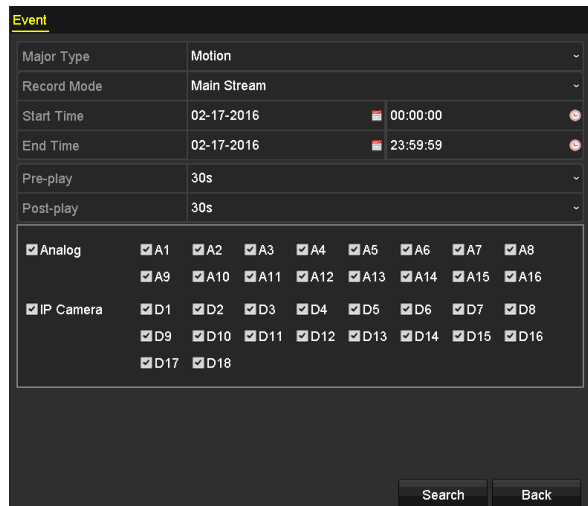 Event
Major Type Motion
Record Mode Main Stream
Start Time 02-17-2016 00:00:00
End Time 02-17-2016 23:59:59
Pre-play 30s
Post-play 30s
Analog A1 A2 A3 A4 A5 A6 A7 A8
A9 A10 A11 A12 A13 A14 A15 A16
IP Camera D1 D2 D3 D4 D5 D6 D7 D8
D9 D10 D11 D12 D13 D14 D15 D16
D17 D18
Search Back